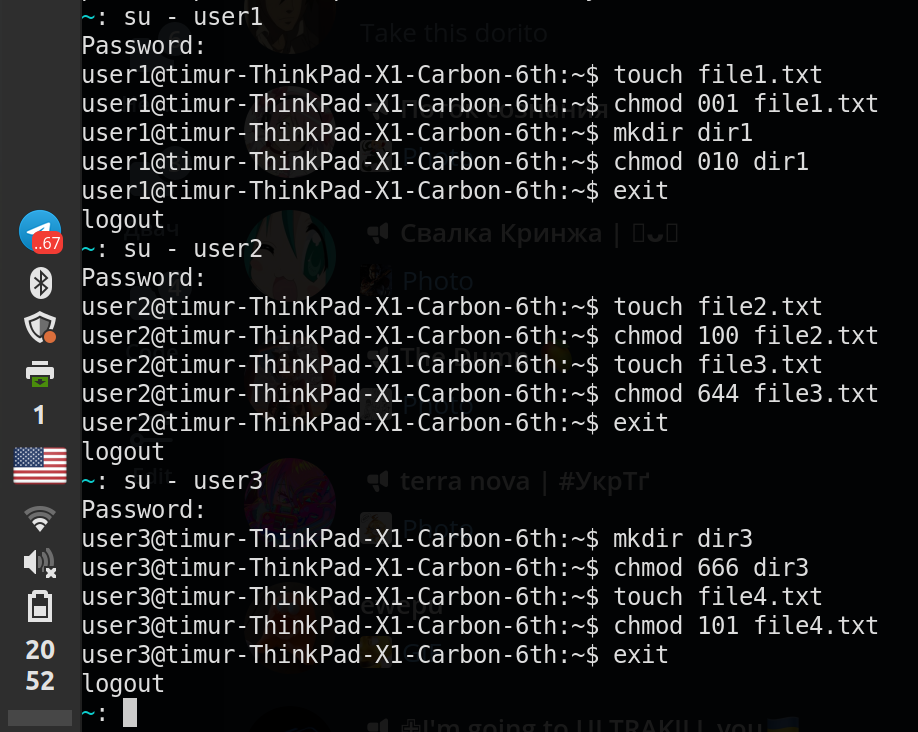 ~: su - user1
Password:
user1@timur-ThinkPad-X1-Carbon-6th:~$ touch file1.txt
user1@timur-ThinkPad-X1-Carbon-6th:~$ chmod 001 file1.txt
user1@timur-ThinkPad-X1-Carbon-6th:~$ mkdir dir1
user1@timur-ThinkPad-X1-Carbon-6th:~$ chmod 010 dir1
user1@timur-ThinkPad-X1-Carbon-6th:~$ exit
logout
~: su - user2
Password:
user2@timur-ThinkPad-X1-Carbon-6th:~$ touch file2.txt
user2@timur-ThinkPad-X1-Carbon-6th:~$ chmod 100 file2.txt
user2@timur-ThinkPad-X1-Carbon-6th:~$ touch file3.txt
user2@timur-ThinkPad-X1-Carbon-6th:~$ chmod 644 file3.txt
user2@timur-ThinkPad-X1-Carbon-6th:~$ exit
logout
~: su - user3
Password:
user3@timur-ThinkPad-X1-Carbon-6th:~$ mkdir dir3
user3@timur-ThinkPad-X1-Carbon-6th:~$ chmod 666 dir3
user3@timur-ThinkPad-X1-Carbon-6th:~$ touch file4.txt
user3@timur-ThinkPad-X1-Carbon-6th:~$ chmod 101 file4.txt
user3@timur-ThinkPad-X1-Carbon-6th:~$ exit
logout
~:
..67
1
20
52
Take this dorito
Поток сознания
Photo
Свалка Кринжа |
Photo
The Dump
Photo
Edit
terra nova | #УкрТґ
Photo
I'm going to ULTRAKILL you